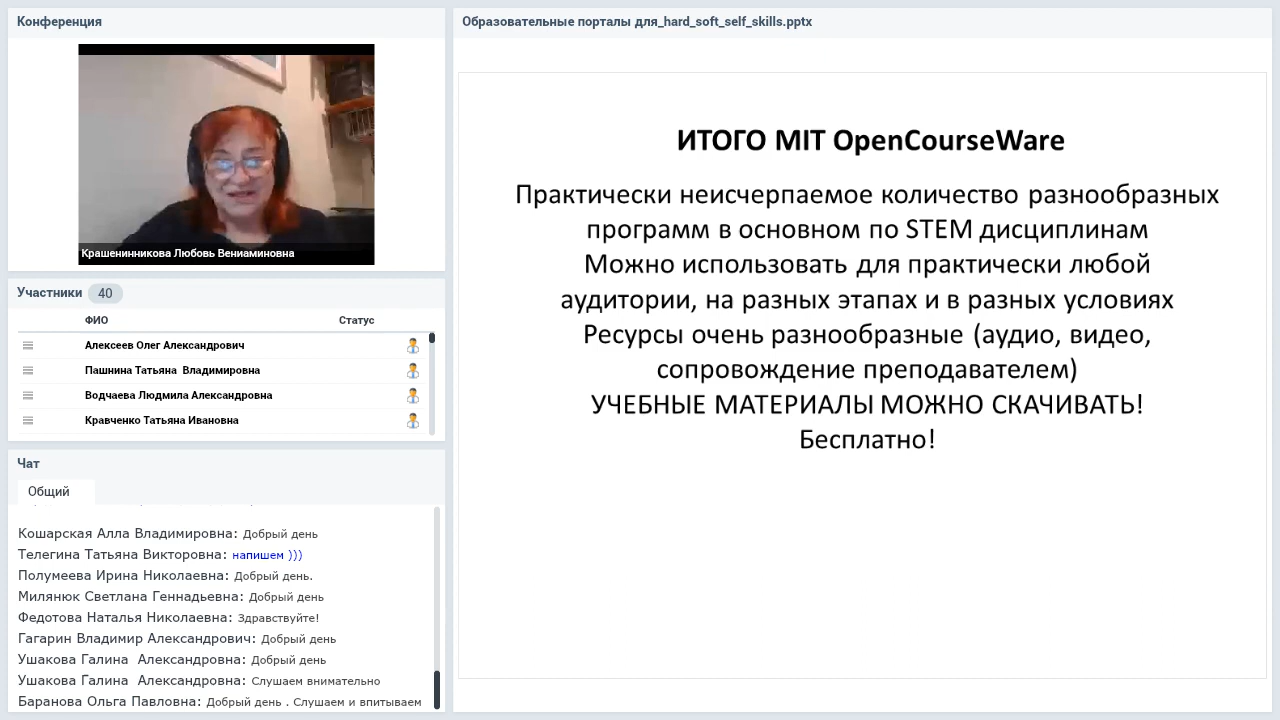 Конференция
Крашенинникова Любовь Вениаминовна
Участники 40
ФИО Статус
Алексеев Олег Александрович
Пашнина Татьяна Владимировна
Водчаева Людмила Александровна
Кравченко Татьяна Ивановна
Чат
Общий
Кошарская Алла Владимировна: Добрый день
Телегина Татьяна Викторовна: напишем )))
Полумеева Ирина Николаевна: Добрый день.
Милянюк Светлана Геннадьевна: Добрый день
Федотова Наталья Николаевна: Здравствуйте!
Гагарин Владимир Александрович: Добрый день
Ушакова Галина Александровна: Добрый день
Ушакова Галина Александровна: Слушаем внимательно
Баранова Ольга Павловна: Добрый день . Слушаем и впитываем
Образовательные порталы для_hard_soft_self_skills.pptx
ИТОГО MIT OpenCourseWare
Практически неисчерпаемое количество разнообразных
программ в основном по STEM дисциплинам
Можно использовать для практически любой
аудитории, на разных этапах и в разных условиях
Ресурсы очень разнообразные (аудио, видео,
сопровождение преподавателем)
УЧЕБНЫЕ МАТЕРИАЛЫ МОЖНО СКАЧИВАТЬ!
Бесплатно!